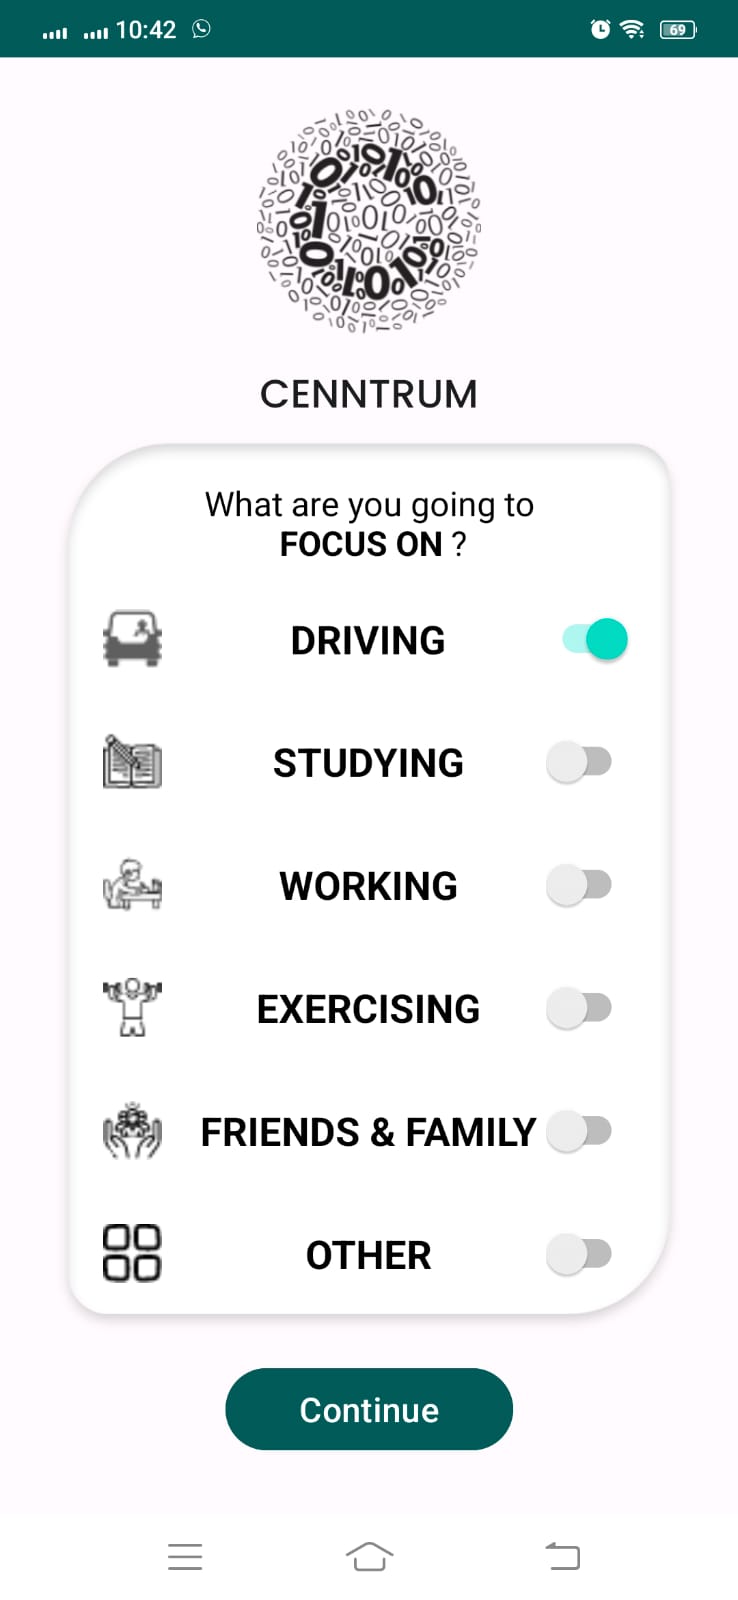 10:42
69
CENNTRUM
What are you going to
FOCUS ON ?
DRIVING
STUDYING
WORKING
EXERCISING
FRIENDS & FAMILY
OTHER
Continue